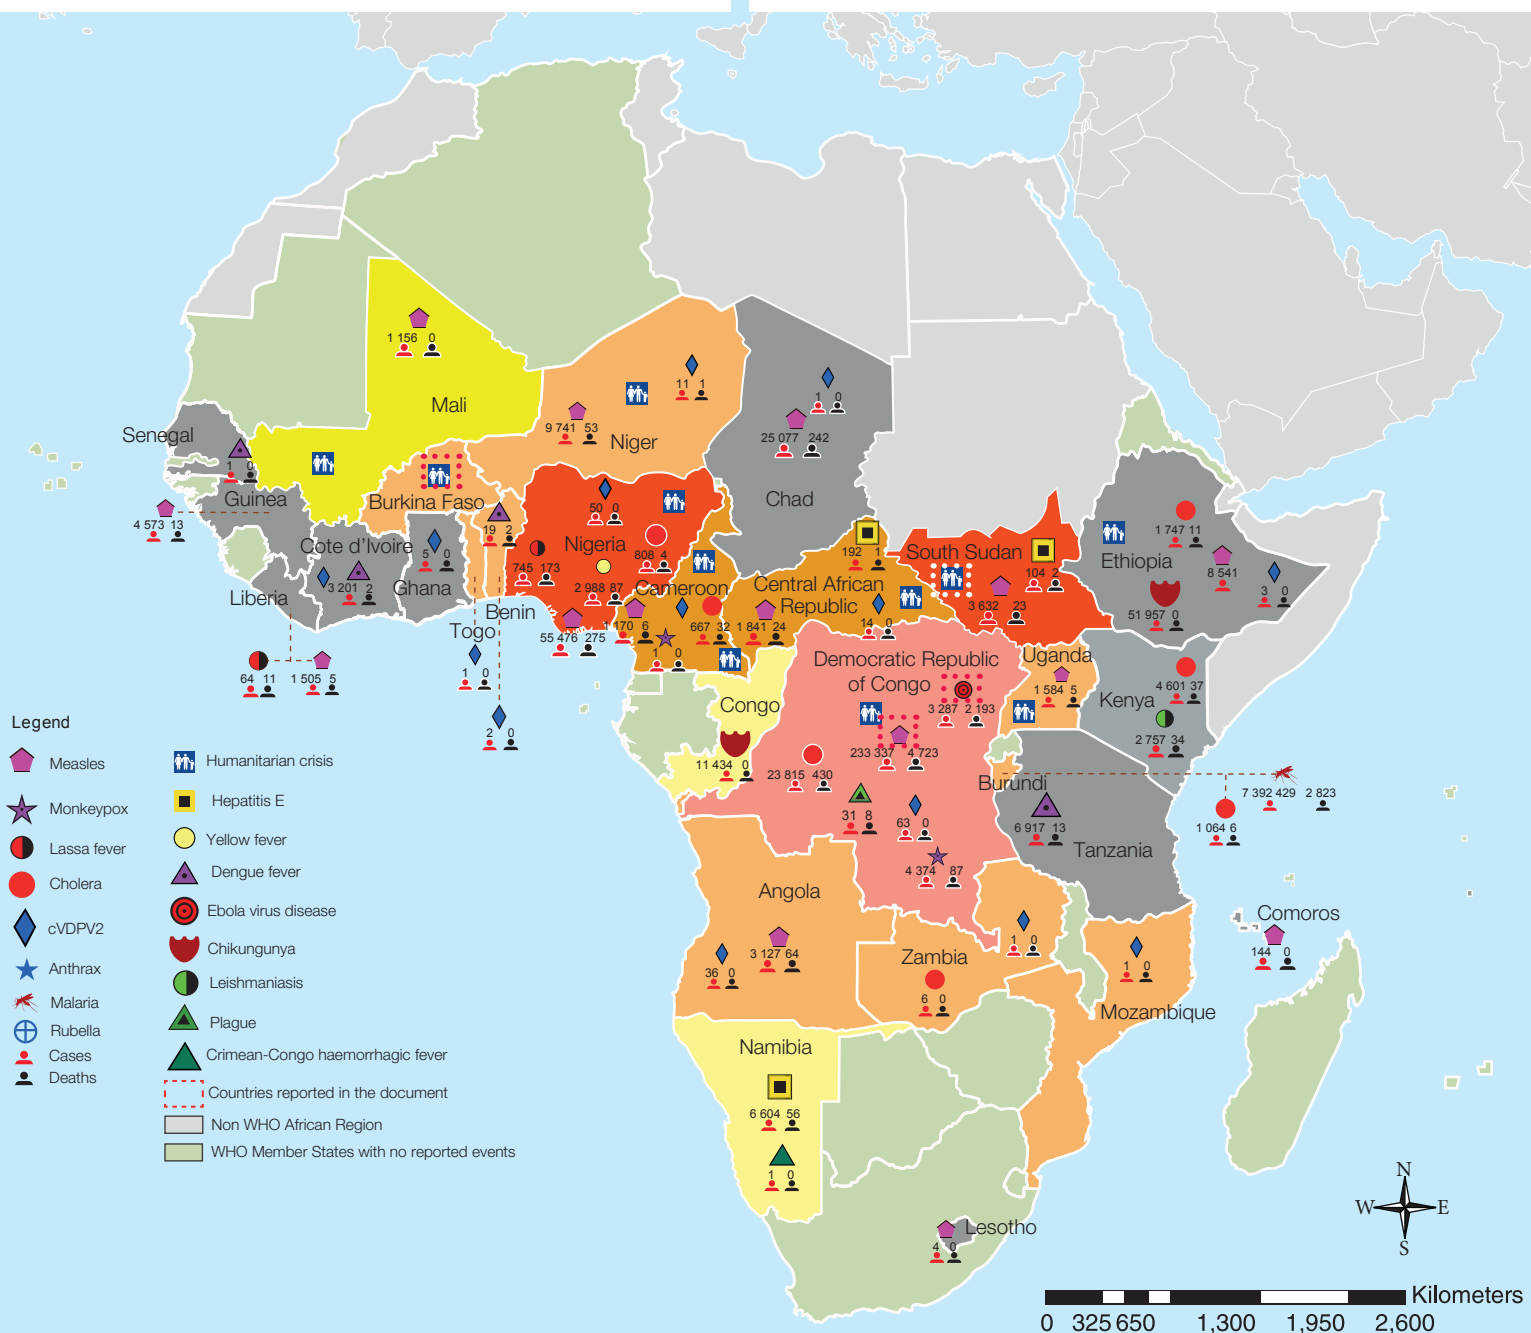 1 156 0
Mali
11 1
9 741 53
Niger
1 0
25 077 242
Chad
Senegal
1 0
Guinea
4 573 13
Burkina Faso
19 2
50 0
Nigeria
808 4
745 173
2 988 87
55 476 275
Cote d'Ivoire
3 201 2
5 0
Ghana
Liberia
64 11
1 505 5
Benin
Togo
1 0
2 0
Cameroon
1 170 6
667 32
1 0
192 1
Central African
Republic
1 841 24
14 0
South Sudan
104 2
3 632 23
1 747 11
Ethiopia
8 541
3 0
51 957 0
Uganda
1 584 5
Kenya
4 601 37
2 757 34
Democratic Republic
of Congo
3 287 2 193
233 337 4 723
23 815 430
31 8
63 0
4 374 87
Congo
11 434 0
Burundi
7 392 429 2 823
1 064 6
6 917 13
Tanzania
Angola
3 127 64
36 0
1 0
Zambia
6 0
1 0
Mozambique
Comoros
144 0
Namibia
6 604 56
1 0
Lesotho
4 0
Legend
Measles
Monkeypox
Lassa fever
Cholera
cVDPV2
Anthrax
Malaria
Rubella
Cases
Deaths
Humanitarian crisis
Hepatitis E
Yellow fever
Dengue fever
Ebola virus disease
Chikungunya
Leishmaniasis
Plague
Crimean-Congo haemorrhagic fever
Countries reported in the document
Non WHO African Region
WHO Member States with no reported events
N
W E
S
Kilometers
0 325 650 1,300 1,950 2,600